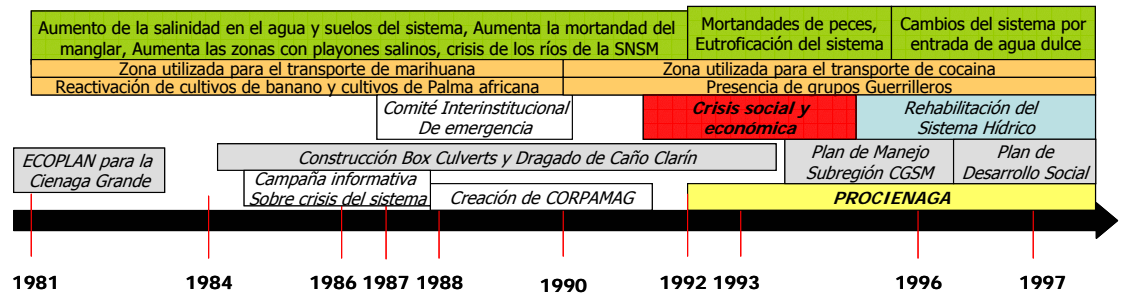 Aumento de la salinidad en el agua y suelos del sistema, Aumenta la mortandad del
manglar, Aumenta las zonas con playones salinos, crisis de los ríos de la SNSM
Mortandades de peces,
Eutroficación del sistema
Cambios del sistema por
entrada de agua dulce
Zona utilizada para el transporte de marihuana
Zona utilizada para el transporte de cocaina
Reactivación de cultivos de banano y cultivos de Palma africana
Presencia de grupos Guerrilleros
Comité Interinstitucional
De emergencia
Crisis social y
económica
Rehabilitación del
Sistema Hídrico
ECOPLAN para la
Cienaga Grande
Construcción Box Culverts y Dragado de Caño Clarín
Plan de Manejo
Subregión CGSM
Plan de
Desarrollo Social
Campaña informativa
Sobre crisis del sistema
Creación de CORPAMAG
PROCIENAGA
1981 1984 1986 1987 1988 1990 1992 1993 1996 1997